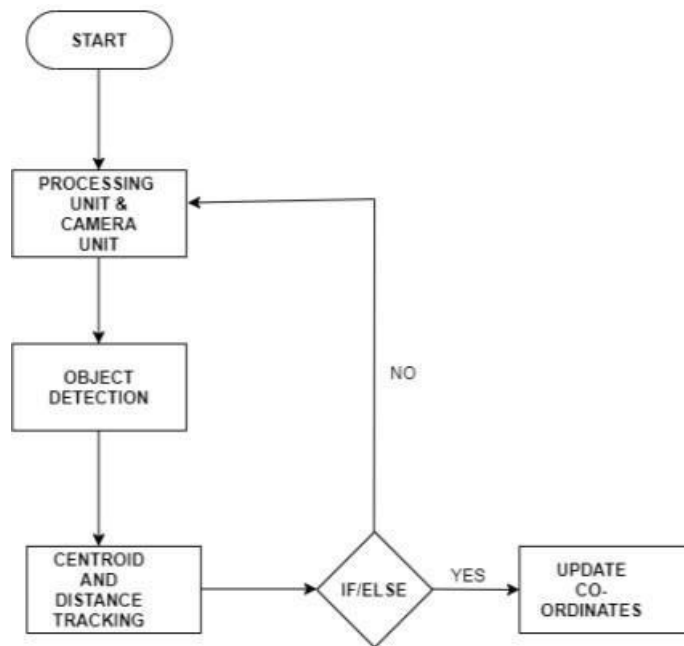 START
PROCESSING
UNIT &
CAMERA
UNIT
OBJECT
DETECTION
NO
CENTROID
AND
DISTANCE
TRACKING
IF/ELSE
YES
UPDATE
CO-
ORDINATES